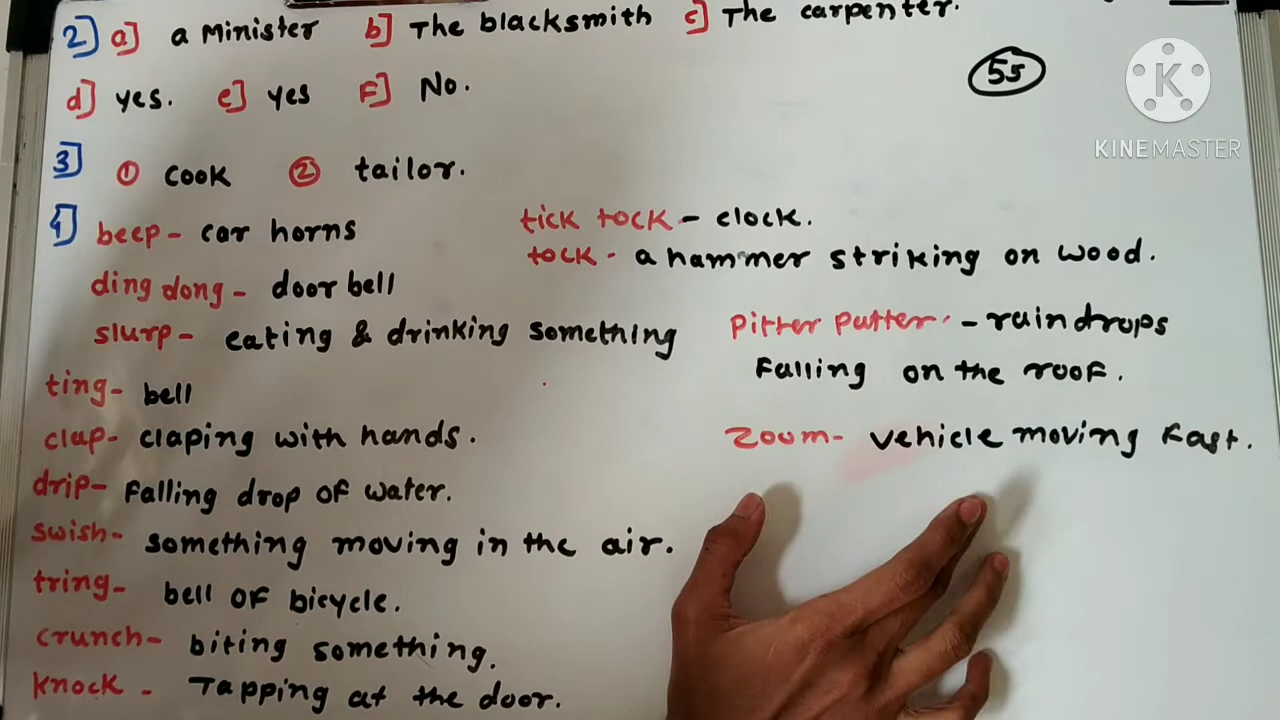 2] a] a Minister b] The blacksmith c] The carpenter.
55
d] yes. e] yes F] No.
K
KINEMASTER
3] ① cook ② tailor.
1] beep - car horns
ding dong - door bell
slurp - eating & drinking something
ting - bell
clap - claping with hands.
drip - falling drop of water.
swish - something moving in the air.
tring - bell of bicycle.
crunch - biting something.
knock - Tapping at the door.
tick tock - clock.
tock - a hammer striking on wood.
Pitter patter - raindrops
Falling on the roof.
Zoom - vehicle moving fast.